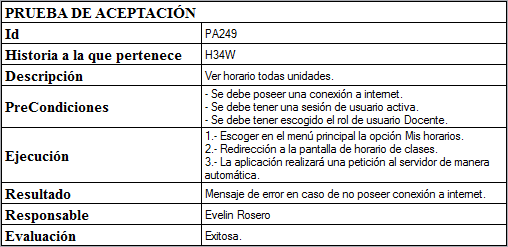 PRUEBA DE ACEPTACIÓN
Id PA249
Historia a la que pertenece H34W
Descripción Ver horario todas unidades.
PreCondiciones - Se debe poseer una conexión a internet.
- Se debe tener una sesión de usuario activa.
- Se debe tener escogido el rol de usuario Docente.
Ejecución 1.- Escoger en el menú principal la opción Mis horarios.
2.- Redirección a la pantalla de horario de clases.
3.- La aplicación realizará una petición al servidor de manera
automática.
Resultado Mensaje de error en caso de no poseer conexión a internet.
Responsable Evelin Rosero
Evaluación Exitosa.